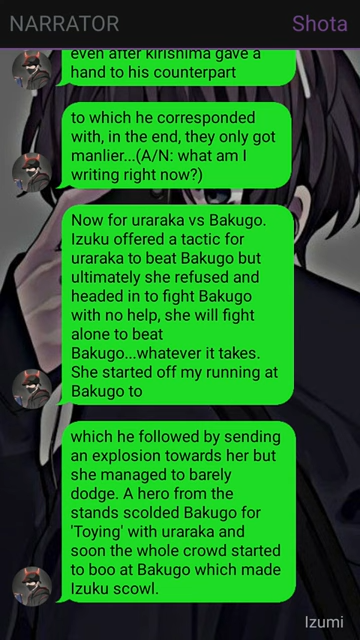 NARRATOR
Shota
even after kirishima gave a
hand to his counterpart
to which he corresponded
with, in the end, they only got
manlier...(A/N: what am I
writing right now?)
Now for uraraka vs Bakugo.
Izuku offered a tactic for
uraraka to beat Bakugo but
ultimately she refused and
headed in to fight Bakugo
with no help, she will fight
alone to beat
Bakugo...whatever it takes.
She started off my running at
Bakugo to
which he followed by sending
an explosion towards her but
she managed to barely
dodge. A hero from the
stands scolded Bakugo for
'Toying' with uraraka and
soon the whole crowd started
to boo at Bakugo which made
Izuku scowl.
Izumi